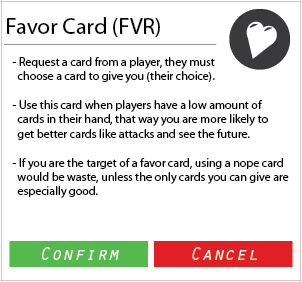 Favor Card (FVR)
- Request a card from a player, they must
choose a card to give you (their choice).
- Use this card when players have a low amount of
cards in their hand, that way you are more likely to
get better cards like attacks and see the future.
- If you are the target of a favor card, using a nope card
would be waste, unless the only cards you can give are
especially good.
Confirm
Cancel